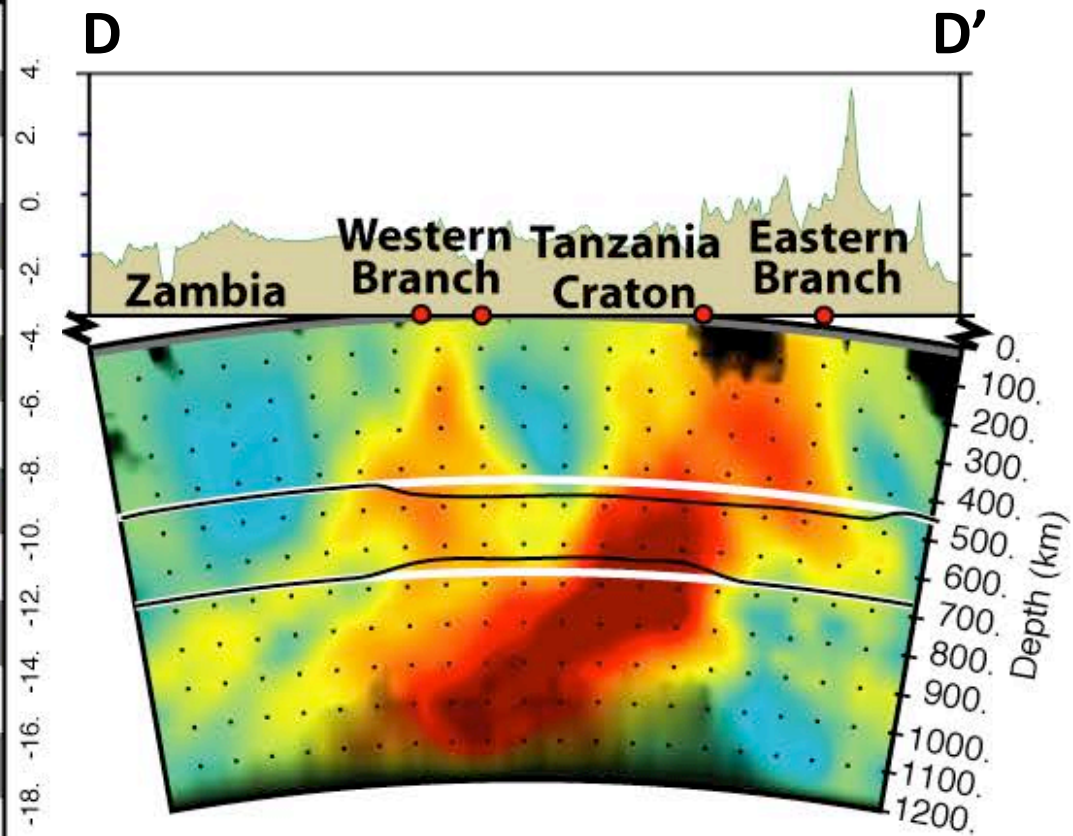 D
D’
4.
2.
0.
-2.
-4.
-6.
-8.
-10.
-12.
-14.
-16.
-18.
Zambia
Western
Branch
Tanzania
Craton
Eastern
Branch
0.
100.
200.
300.
400.
500.
600.
700.
800.
900.
1000.
1100.
1200.
Depth (km)